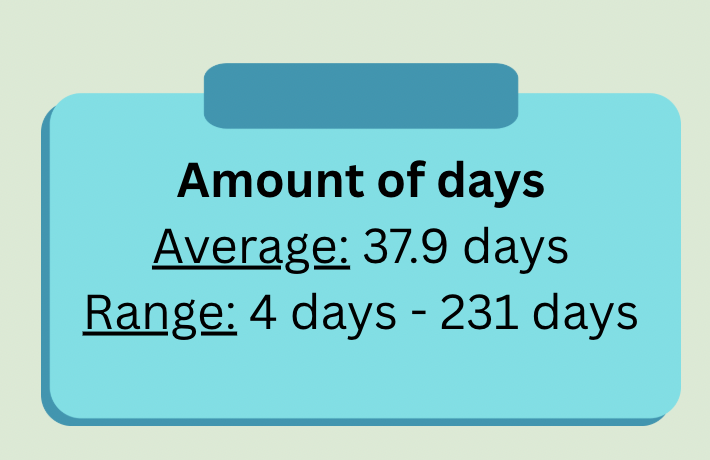 Amount of days
Average: 37.9 days
Range: 4 days - 231 days